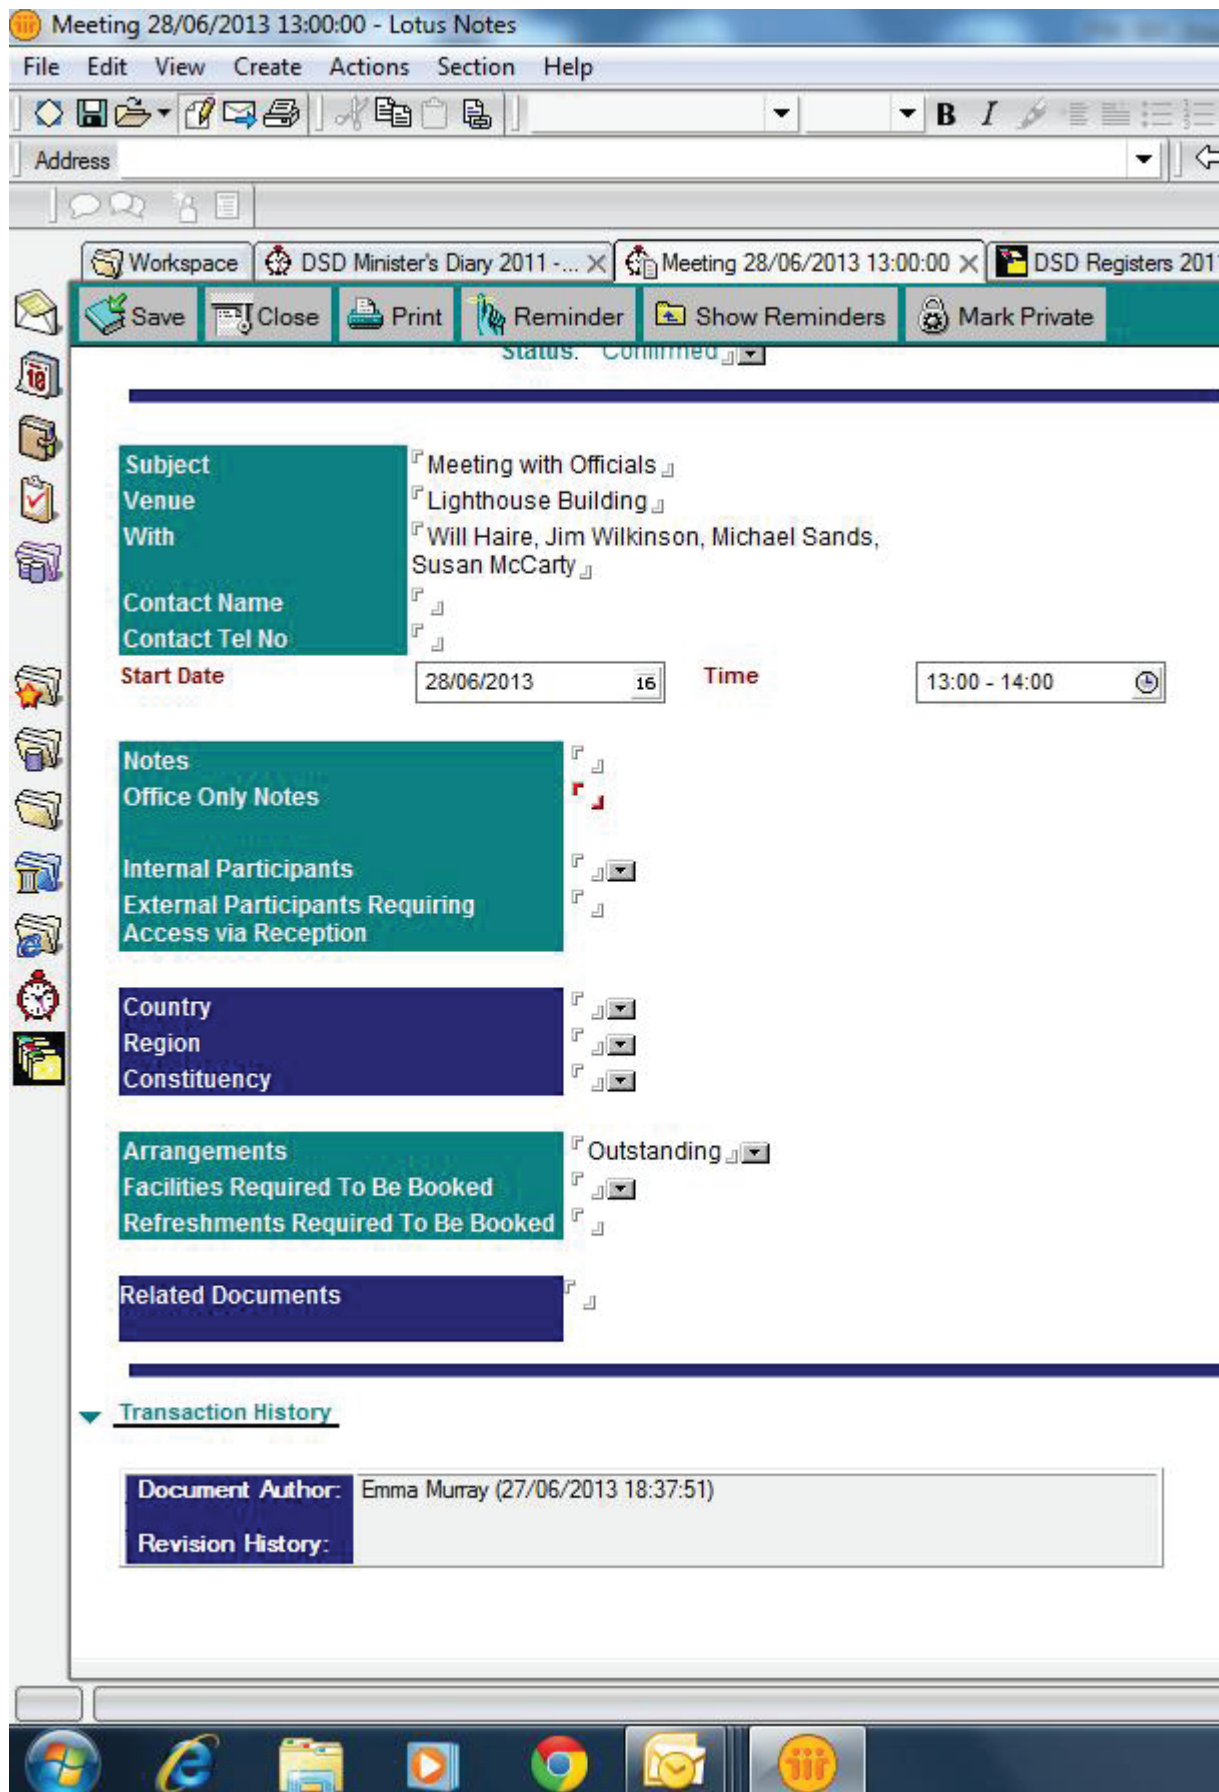 Meeting 28/06/2013 13:00:00 - Lotus Notes
File Edit View Create Actions Section Help
B I
Address
Workspace DSD Minister's Diary 2011 -... Meeting 28/06/2013 13:00:00 DSD Registers 201
Save Close Print Reminder Show Reminders Mark Private
Status: Confirmed
Subject Meeting with Officials
Venue Lighthouse Building
With Will Haire, Jim Wilkinson, Michael Sands,
Susan McCarty
Contact Name
Contact Tel No
Start Date 28/06/2013 16 Time 13:00 - 14:00
Notes
Office Only Notes
Internal Participants
External Participants Requiring
Access via Reception
Country
Region
Constituency
Arrangements Outstanding
Facilities Required To Be Booked
Refreshments Required To Be Booked
Related Documents
Transaction History
Document Author: Emma Murray (27/06/2013 18:37:51)
Revision History: